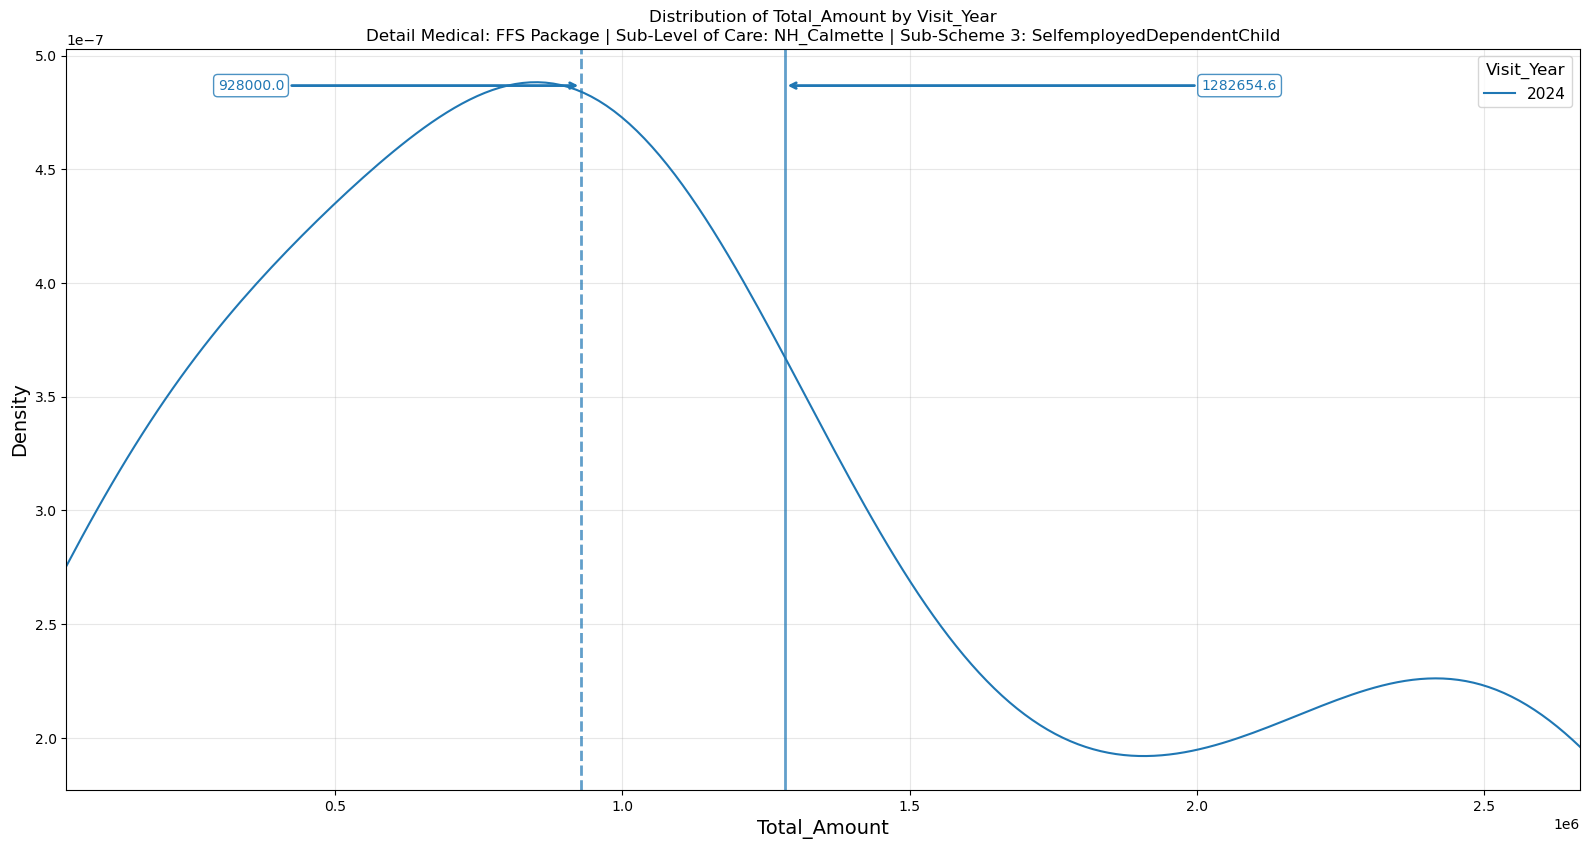 Distribution of Total_Amount by Visit_Year
Detail Medical: FFS Package | Sub-Level of Care: NH_Calmette | Sub-Scheme 3: SelfemployedDependentChild
1e−7
5.0
4.5
4.0
3.5
3.0
2.5
2.0
Density
928000.0
1282654.6
Visit_Year
2024
0.5
1.0
1.5
2.0
2.5
1e6
Total_Amount